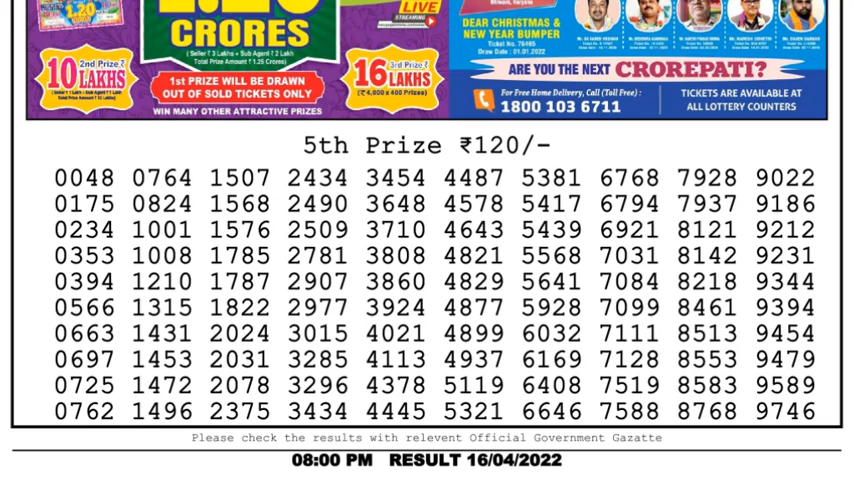 1.20
CRORES
(Seller ₹ 3 Lakhs • Sub Agent ₹ 2 Lakh
Total Prize Amount ₹ 1.25 Crores)
LIVE
STREAMING
2nd Prize ₹
10 LAKHS
3rd Prize ₹
16 LAKHS
(₹ 4,000 x 400 Prizes)
1st PRIZE WILL BE DRAWN
OUT OF SOLD TICKETS ONLY
WIN MANY OTHER ATTRACTIVE PRIZES
DEAR CHRISTMAS &
NEW YEAR BUMPER
Ticket No. 76465
Draw Date : 01.01.2022
ARE YOU THE NEXT CROREPATI?
For Free Home Delivery, Call (Toll Free) :
1800 103 6711
TICKETS ARE AVAILABLE AT
ALL LOTTERY COUNTERS
5th Prize ₹120/-
0048 0764 1507 2434 3454 4487 5381 6768 7928 9022
0175 0824 1568 2490 3648 4578 5417 6794 7937 9186
0234 1001 1576 2509 3710 4643 5439 6921 8121 9212
0353 1008 1785 2781 3808 4821 5568 7031 8142 9231
0394 1210 1787 2907 3860 4829 5641 7084 8218 9344
0566 1315 1822 2977 3924 4877 5928 7099 8461 9394
0663 1431 2024 3015 4021 4899 6032 7111 8513 9454
0697 1453 2031 3285 4113 4937 6169 7128 8553 9479
0725 1472 2078 3296 4378 5119 6408 7519 8583 9589
0762 1496 2375 3434 4445 5321 6646 7588 8768 9746
Please check the results with relevent Official Government Gazatte
08:00 PM RESULT 16/04/2022